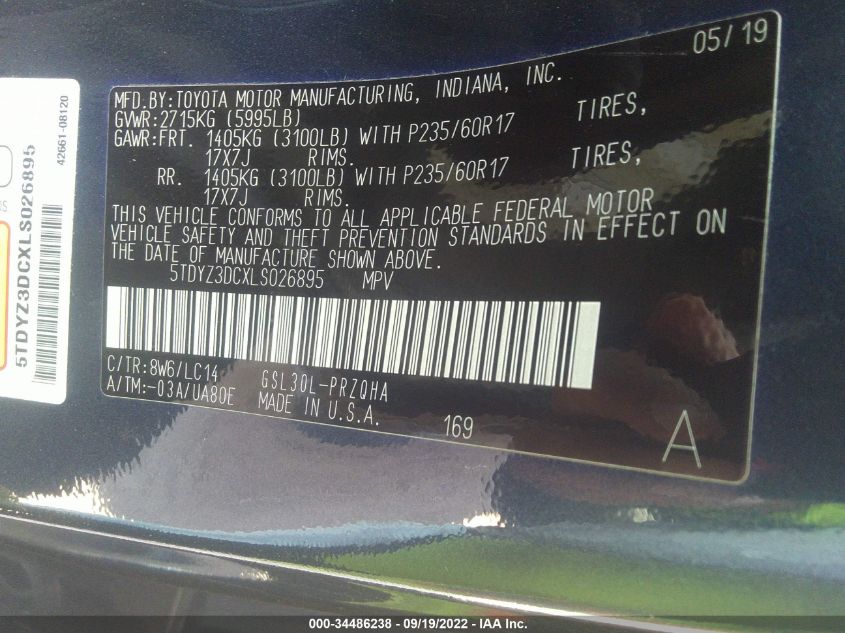 05/19
MFD.BY:TOYOTA MOTOR MANUFACTURING, INDIANA, INC.
GVWR:2715KG (5995LB)
GAWR:FRT. 1405KG (3100LB) WITH P235/60R17 TIRES,
17X7J RIMS.
RR. 1405KG (3100LB) WITH P235/60R17 TIRES,
17X7J RIMS.
THIS VEHICLE CONFORMS TO ALL APPLICABLE FEDERAL MOTOR
VEHICLE SAFETY AND THEFT PREVENTION STANDARDS IN EFFECT ON
THE DATE OF MANUFACTURE SHOWN ABOVE.
5TDYZ3DCXLS026895 MPV
C/TR:8W6/LC14
A/TM:-03A/UA80E GSL30L-PRZQHA
MADE IN U.S.A. 169
A
42661-08120
5TDYZ3DCXLS026895
000-34486238 - 09/19/2022 - IAA Inc.